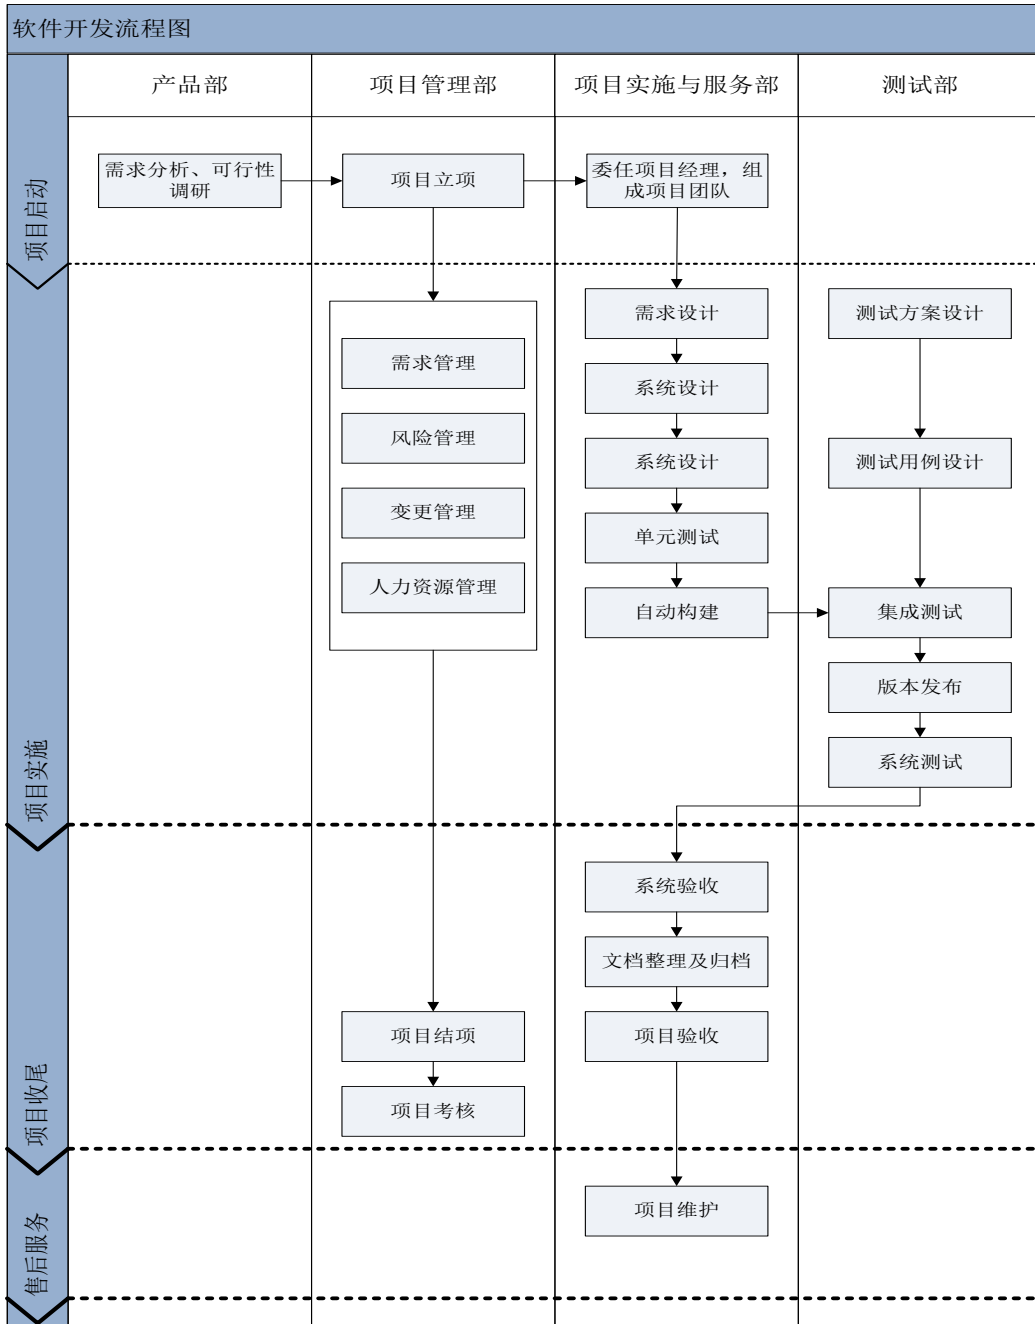 软件开发流程图
产品部
项目管理部
项目实施与服务部
测试部
项目启动
需求分析、可行性
调研
项目立项
委任项目经理，组
成项目团队
项目实施
需求管理
风险管理
变更管理
人力资源管理
需求设计
系统设计
系统设计
单元测试
自动构建
测试方案设计
测试用例设计
集成测试
版本发布
系统测试
项目收尾
系统验收
文档整理及归档
项目结项
项目验收
项目考核
售后服务
项目维护